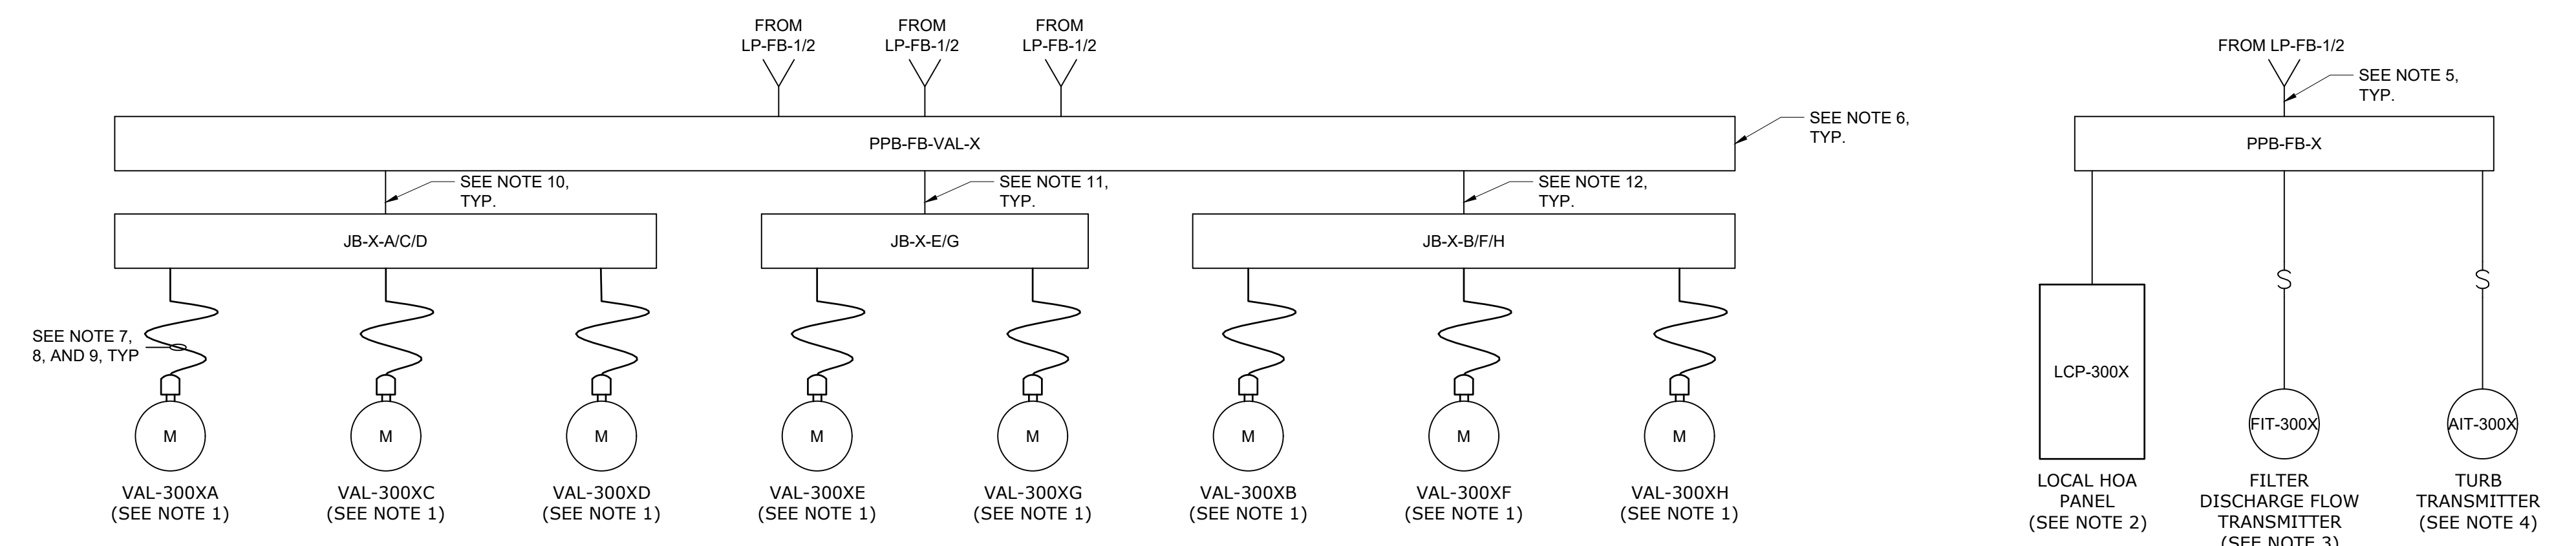 FROM
LP-FB-1/2
FROM
LP-FB-1/2
FROM
LP-FB-1/2
PPB-FB-VAL-X
SEE NOTE 6,
TYP.
SEE NOTE 10,
TYP.
SEE NOTE 11,
TYP.
SEE NOTE 12,
TYP.
JB-X-A/C/D
JB-X-E/G
JB-X-B/F/H
SEE NOTE 7,
8, AND 9, TYP
M
M
M
M
M
M
M
M
VAL-300XA
(SEE NOTE 1)
VAL-300XC
(SEE NOTE 1)
VAL-300XD
(SEE NOTE 1)
VAL-300XE
(SEE NOTE 1)
VAL-300XG
(SEE NOTE 1)
VAL-300XB
(SEE NOTE 1)
VAL-300XF
(SEE NOTE 1)
VAL-300XH
(SEE NOTE 1)
FROM LP-FB-1/2
SEE NOTE 5,
TYP.
PPB-FB-X
S
S
LCP-300X
FIT-300X
AIT-300X
LOCAL HOA
PANEL
(SEE NOTE 2)
FILTER
DISCHARGE FLOW
TRANSMITTER
(SEE NOTE 3)
TURB
TRANSMITTER
(SEE NOTE 4)